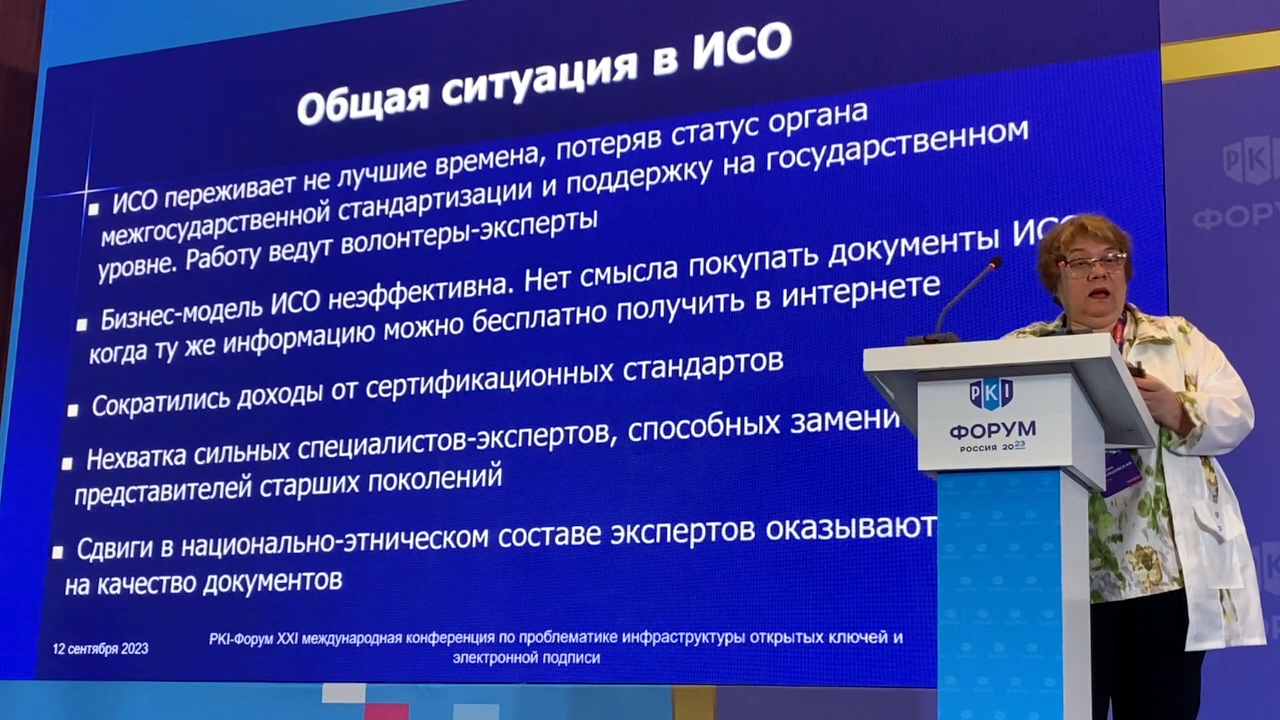 Общая ситуация в ИСО
▪ ИСО переживает не лучшие времена, потеряв статус органа
межгосударственной стандартизации и поддержку на государственном
уровне. Работу ведут волонтеры-эксперты
▪ Бизнес-модель ИСО неэффективна. Нет смысла покупать документы ИСО
когда ту же информацию можно бесплатно получить в интернете
▪ Сократились доходы от сертификационных стандартов
▪ Нехватка сильных специалистов-экспертов, способных замени
представителей старших поколений
▪ Сдвиги в национально-этническом составе экспертов оказывают
на качество документов
12 сентября 2023
PKI-Форум XXI международная конференция по проблематике инфраструктуры открытых ключей и
электронной подписи
PKI
ФОРУМ
РОССИЯ 2023
PKI
ФОРУ